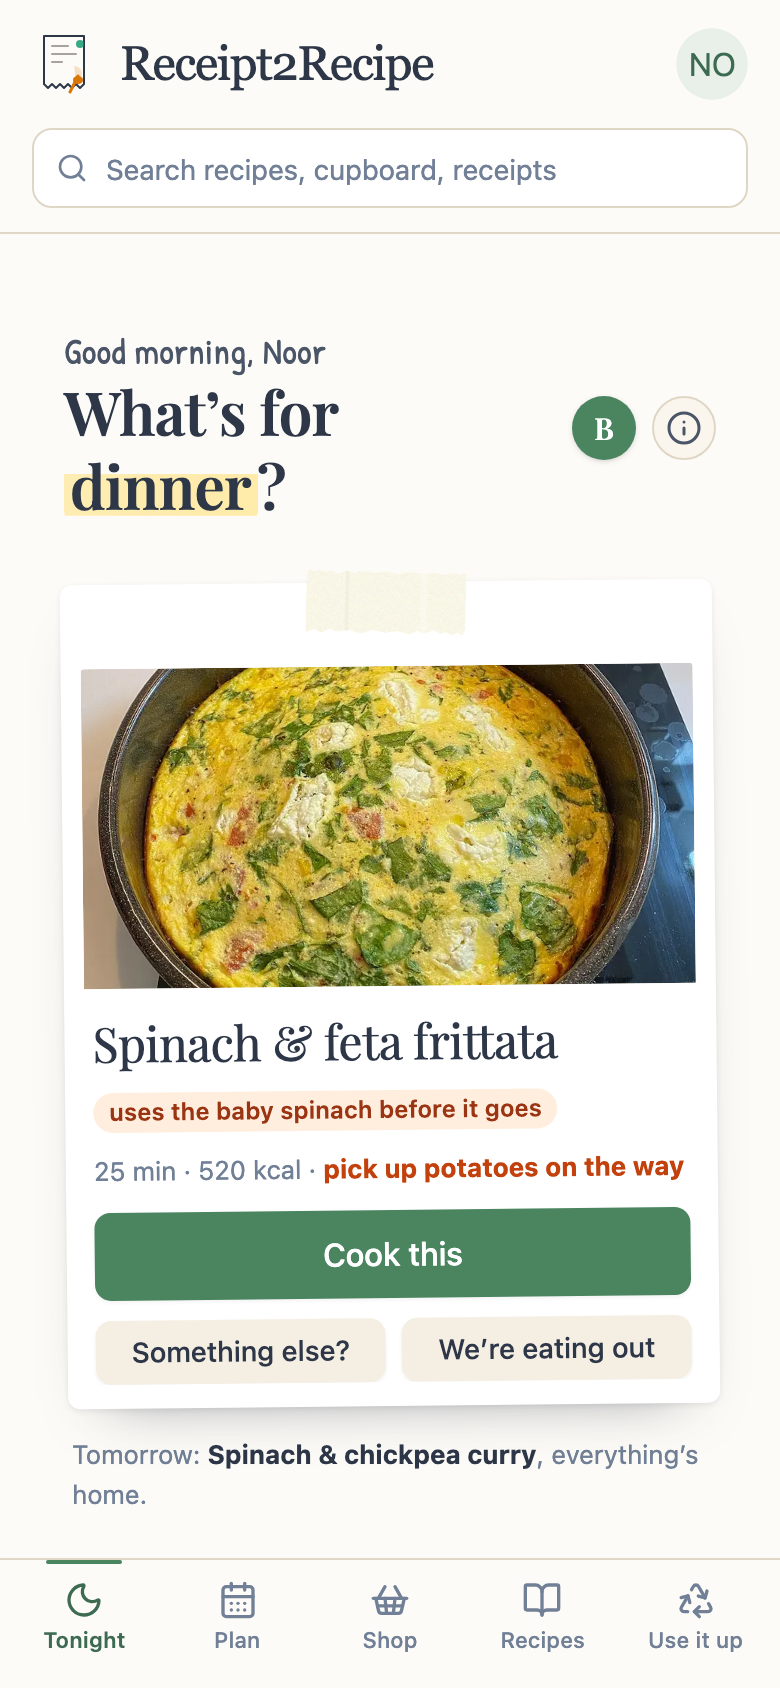 Receipt2Recipe
NO
Search recipes, cupboard, receipts
Good morning, Noor
What's for
dinner?
B
Spinach & feta frittata
uses the baby spinach before it goes
25 min · 520 kcal · pick up potatoes on the way
Cook this
Something else?
We're eating out
Tomorrow: Spinach & chickpea curry, everything's
home.
Tonight
Plan
Shop
Recipes
Use it up